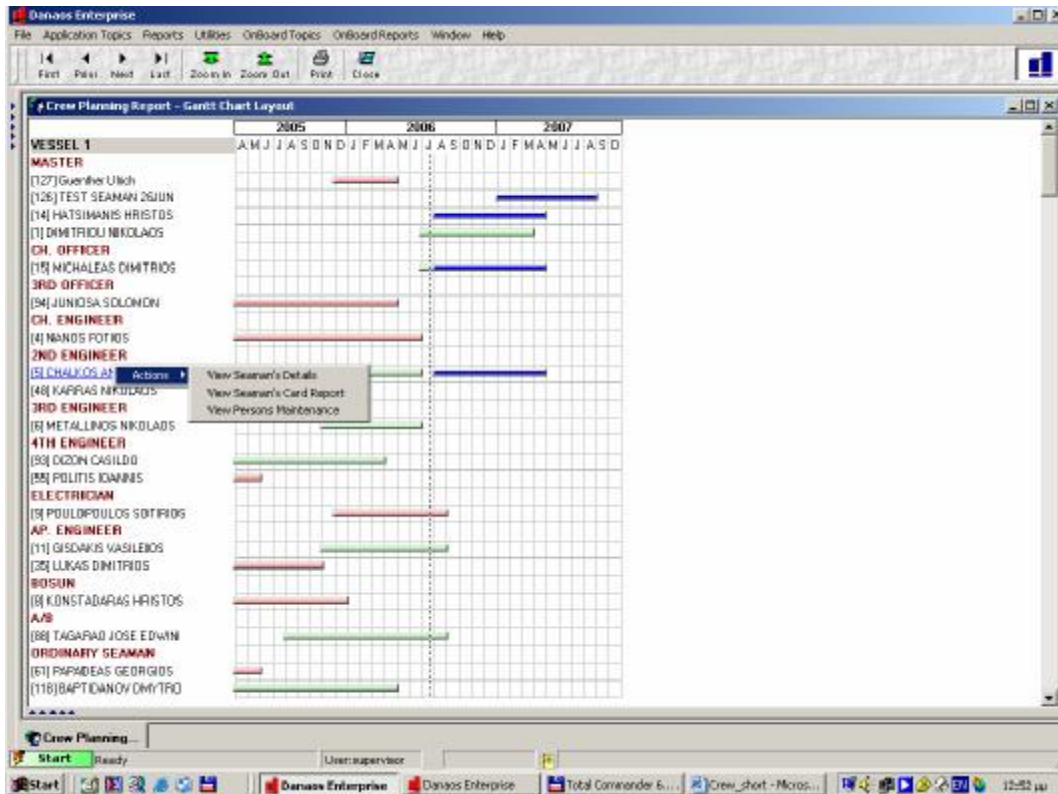 Danaos Enterprise
File Application Topics Reports Utilities OnBoard Topics OnBoard Reports Window Help
First Prior Next Last Zoom In Zoom Out Print Close
Crew Planning Report - Gantt Chart Layout
2005 2006 2007
VESSEL 1 A M J J A S O N D J F M A M J J A S O N D J F M A M J J A S O
MASTER
[127] Guenther Ulrich
[126] TEST SEAMAN 26JUN
[14] HATSIMANIS HRISTOS
[1] DIMITRIOU NIKOLAOS
CH. OFFICER
[15] MICHALEAS DIMITRIOS
3RD OFFICER
[94] JUNIOSA SOLOMON
CH. ENGINEER
[4] NANOS FOTIOS
2ND ENGINEER
[5] CHALKOS AN Actions View Seaman's Details
[48] KARRAS NIKOLAOS View Seaman's Card Report
3RD ENGINEER View Persons Maintenance
[6] METALLINOS NIKOLAOS
4TH ENGINEER
[93] DIZON CASILDO
[55] POLITIS IOANNIS
ELECTRICIAN
[9] POULOPOULOS SOTIRIOS
AP. ENGINEER
[11] GISDAKIS VASILEIOS
[35] LUKAS DIMITRIOS
BOSUN
[8] KONSTADARAS HRISTOS
A/B
[88] TAGARAO JOSE EDWIN
ORDINARY SEAMAN
[61] PAPADEAS GEORGIOS
[118] BAPTIDANOV DMYTRO
Crew Planning...
Start Ready User:supervisor
Start Danaos Enterprise Danaos Enterprise Total Commander 6.... Crew_short - Micros... 12:52 μμ